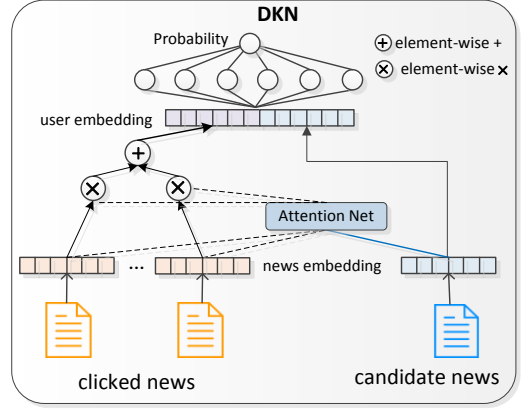 DKN
Probability
+ element-wise +
× element-wise ×
user embedding
+
× ×
Attention Net
... news embedding
clicked news
candidate news